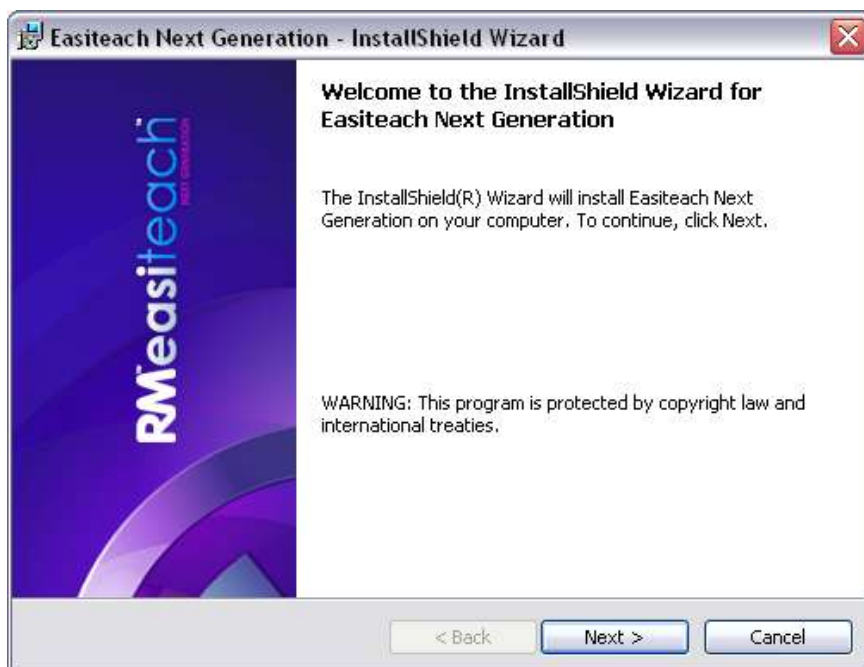 Easiteach Next Generation - InstallShield Wizard
RM easiteach
NEXT GENERATION
Welcome to the InstallShield Wizard for
Easiteach Next Generation
The InstallShield(R) Wizard will install Easiteach Next
Generation on your computer. To continue, click Next.
WARNING: This program is protected by copyright law and
international treaties.
< Back
Next >
Cancel